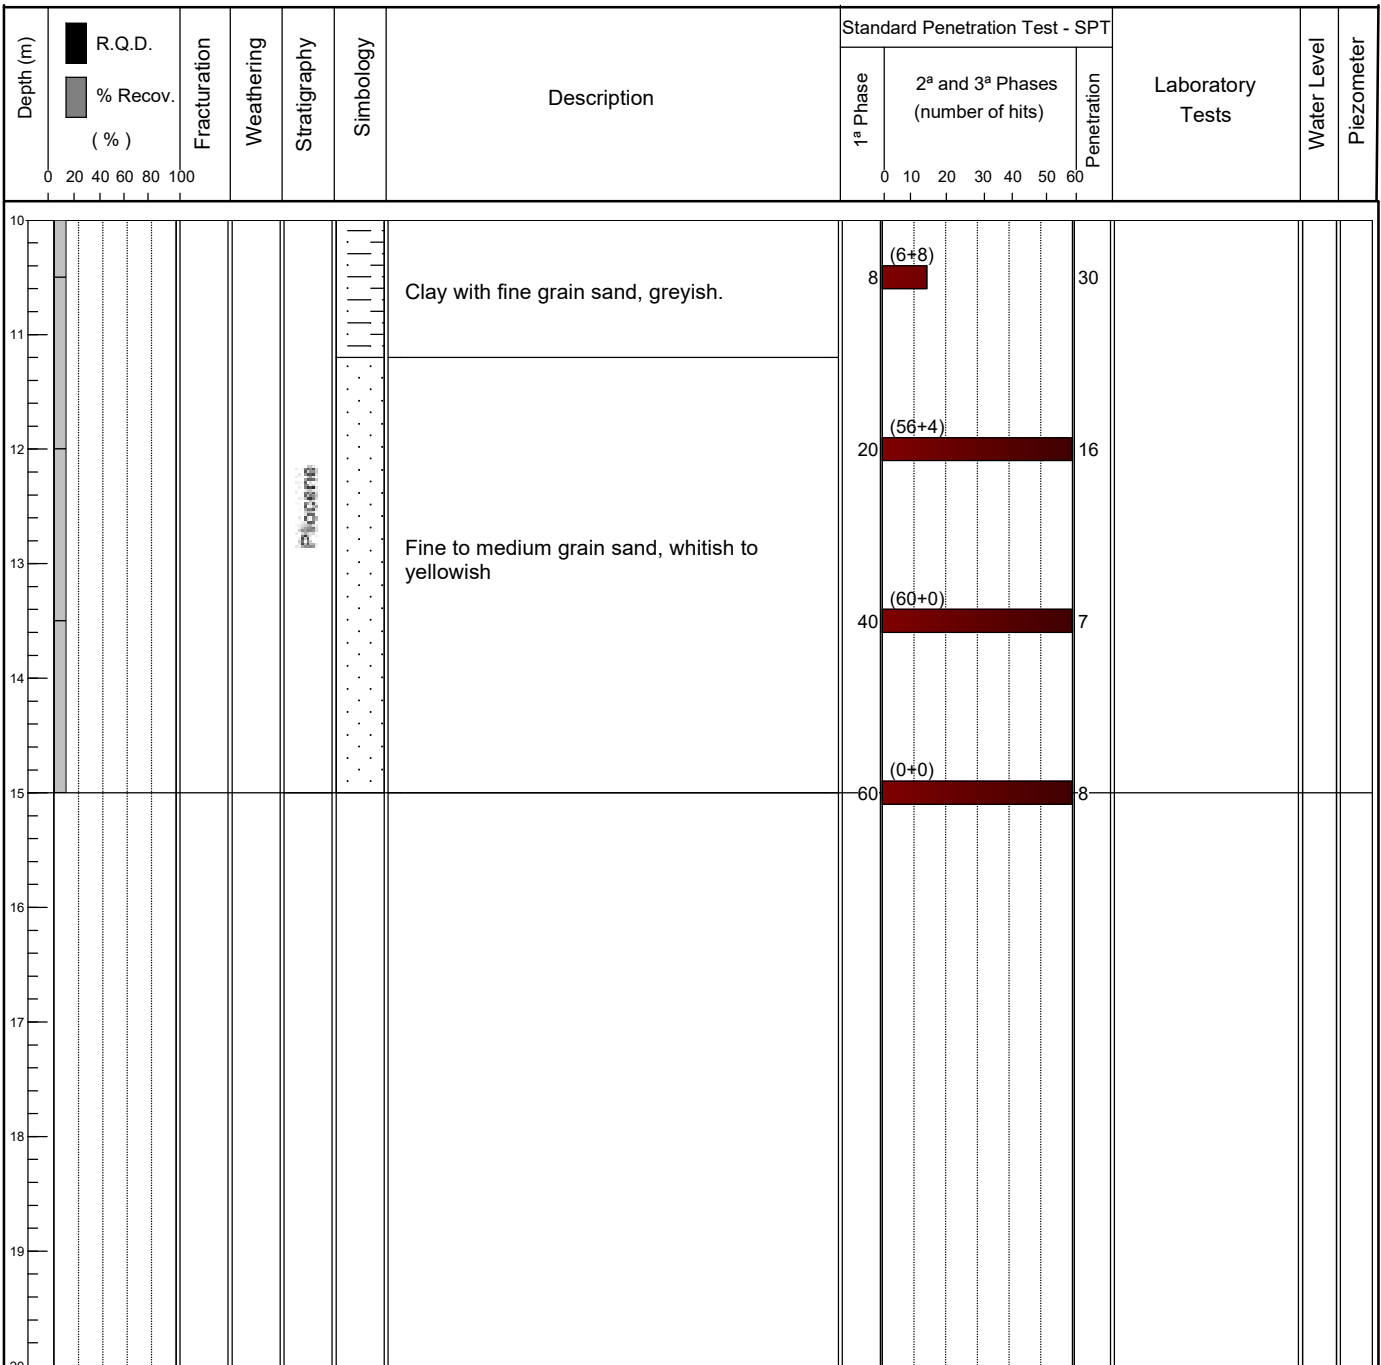 Depth (m)
R.Q.D.
% Recov.
( % )
0 20 40 60 80 100
Fracturation
Weathering
Stratigraphy
Simbology
Description
Standard Penetration Test - SPT
1ª Phase
2ª and 3ª Phases
(number of hits)
0 10 20 30 40 50 60
Penetration
Laboratory
Tests
Water Level
Piezometer
10
(6+8)
8
30
Clay with fine grain sand, greyish.
11
(56+4)
12
20
16
Pliocene
Fine to medium grain sand, whitish to
yellowish
13
(60+0)
40
7
14
(0+0)
15
60
8
16
17
18
19
20